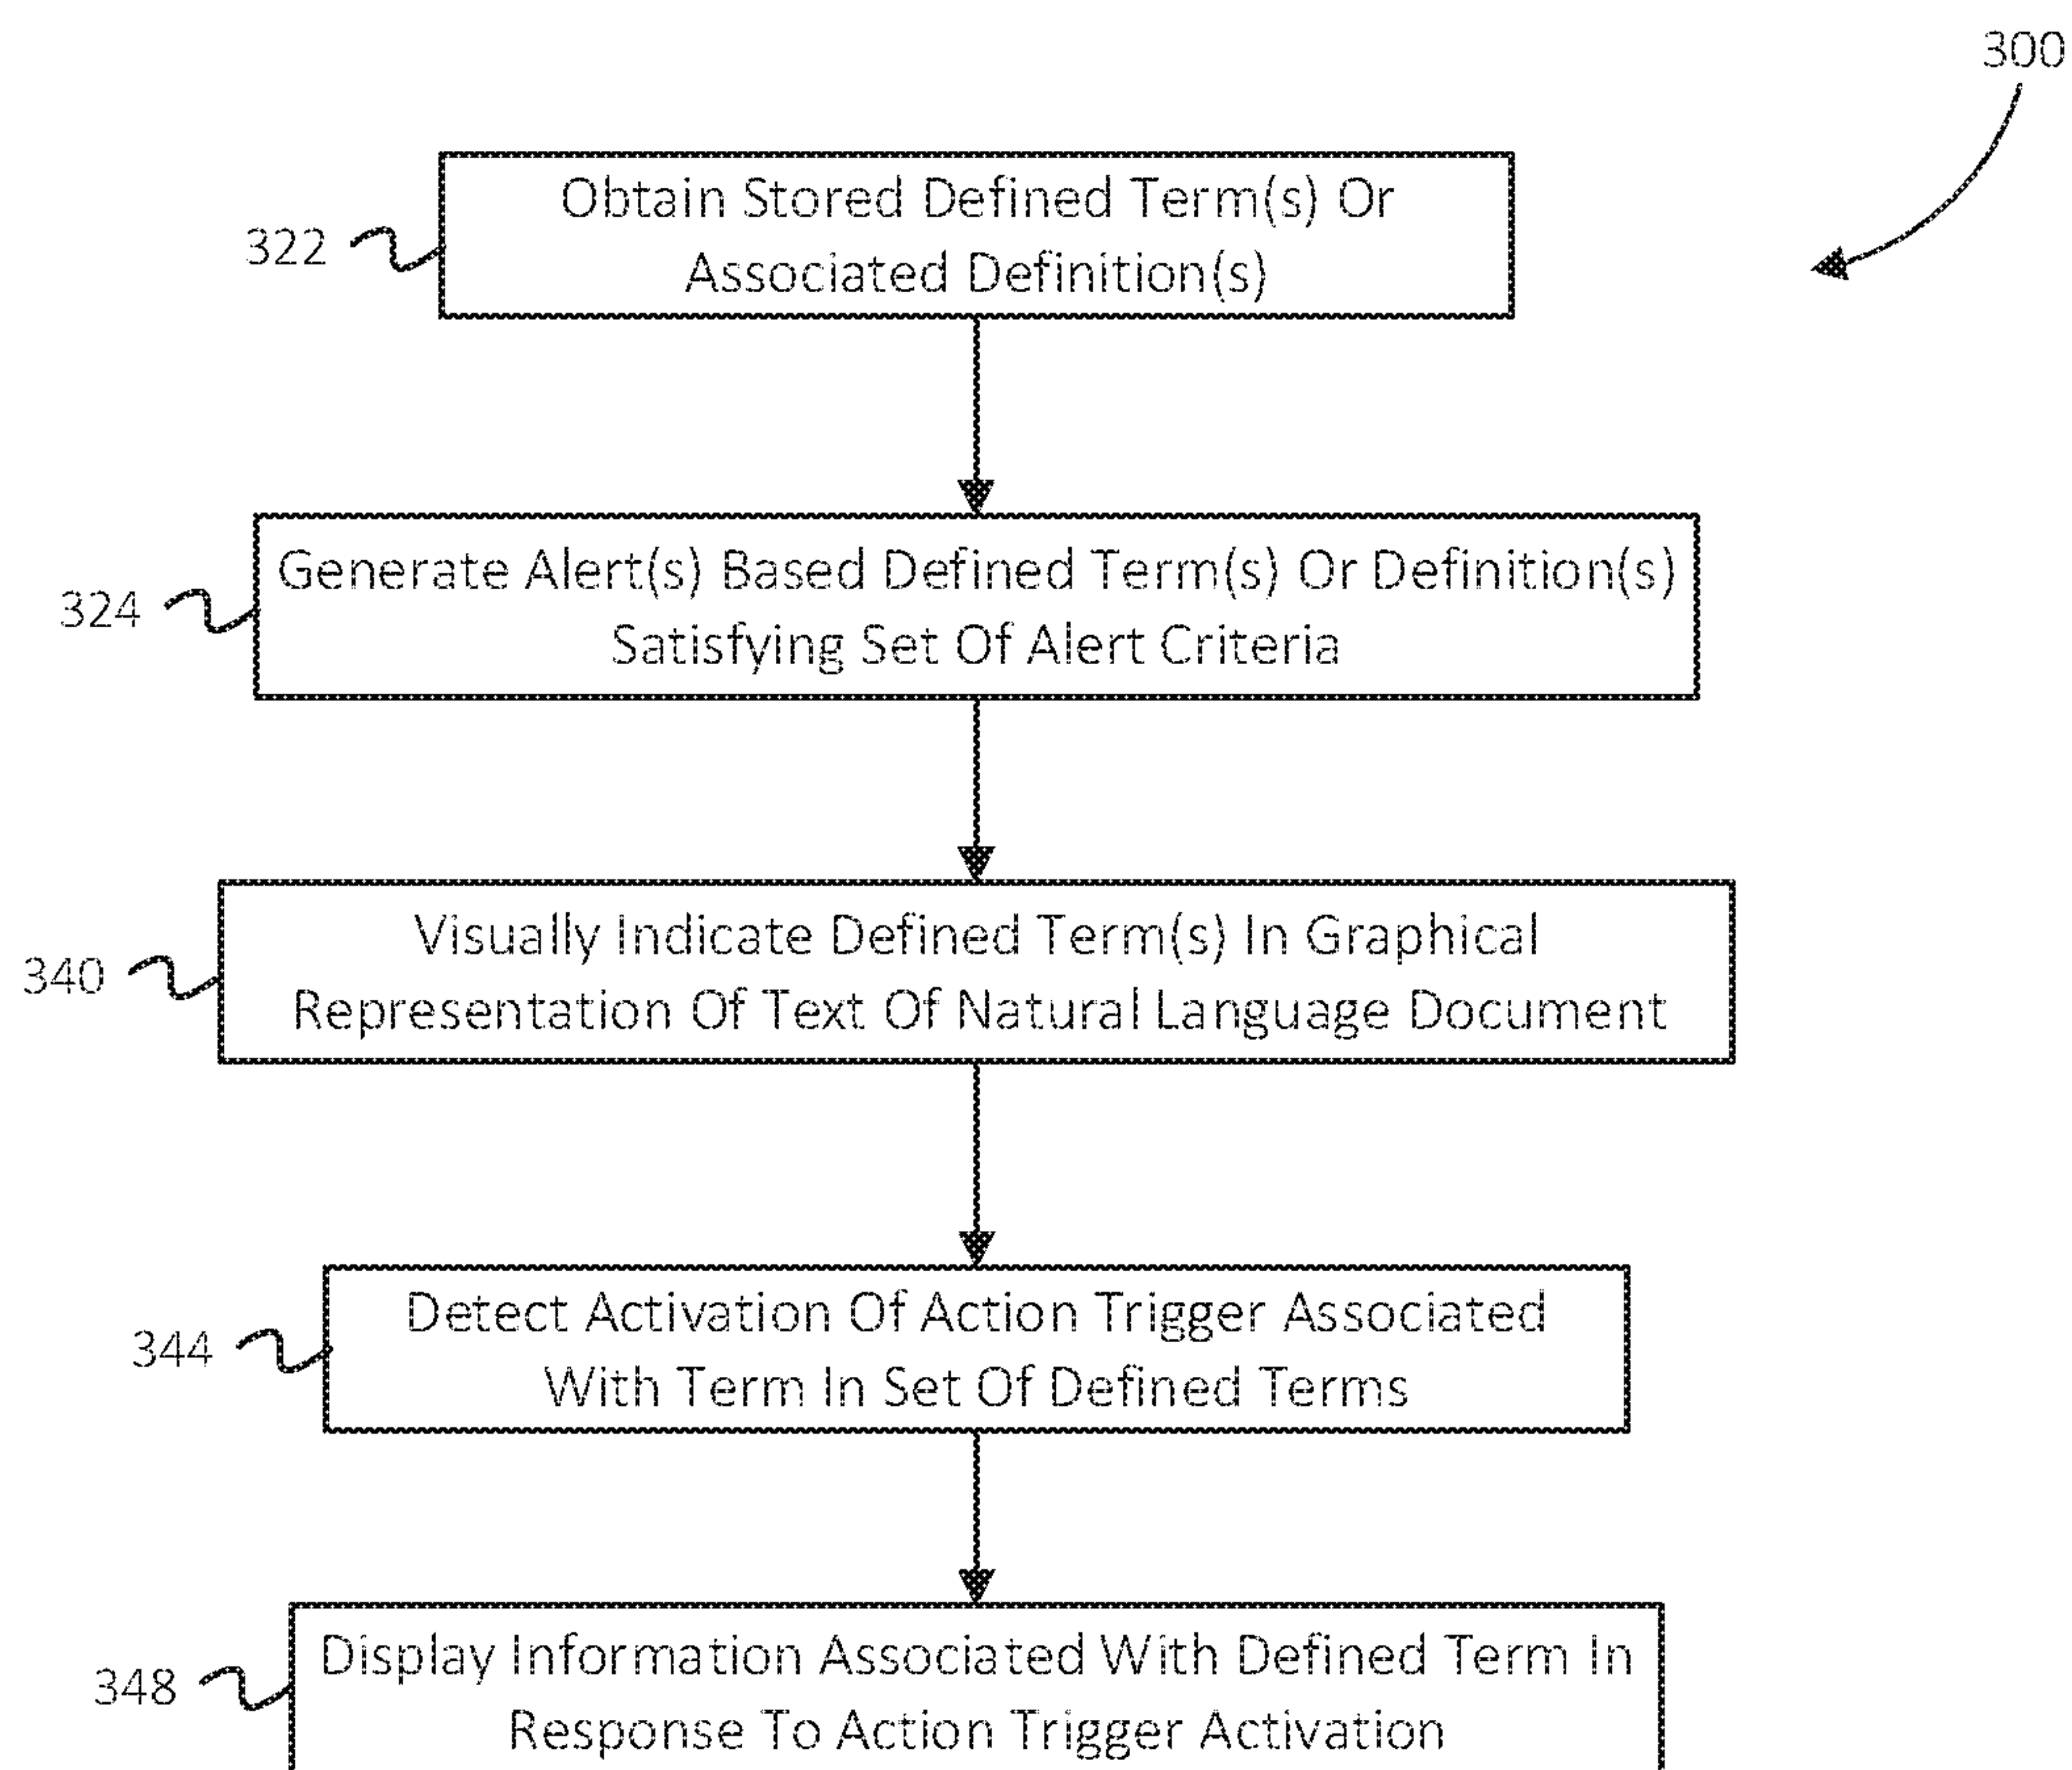 300
322
Obtain Stored Defined Term(s) Or
Associated Definition(s)
324
Generate Alert(s) Based Defined Term(s) Or Definition(s)
Satisfying Set Of Alert Criteria
340
Visually Indicate Defined Term(s) In Graphical
Representation Of Text Of Natural Language Document
344
Detect Activation Of Action Trigger Associated
With Term In Set Of Defined Terms
348
Display Information Associated With Defined Term In
Response To Action Trigger Activation